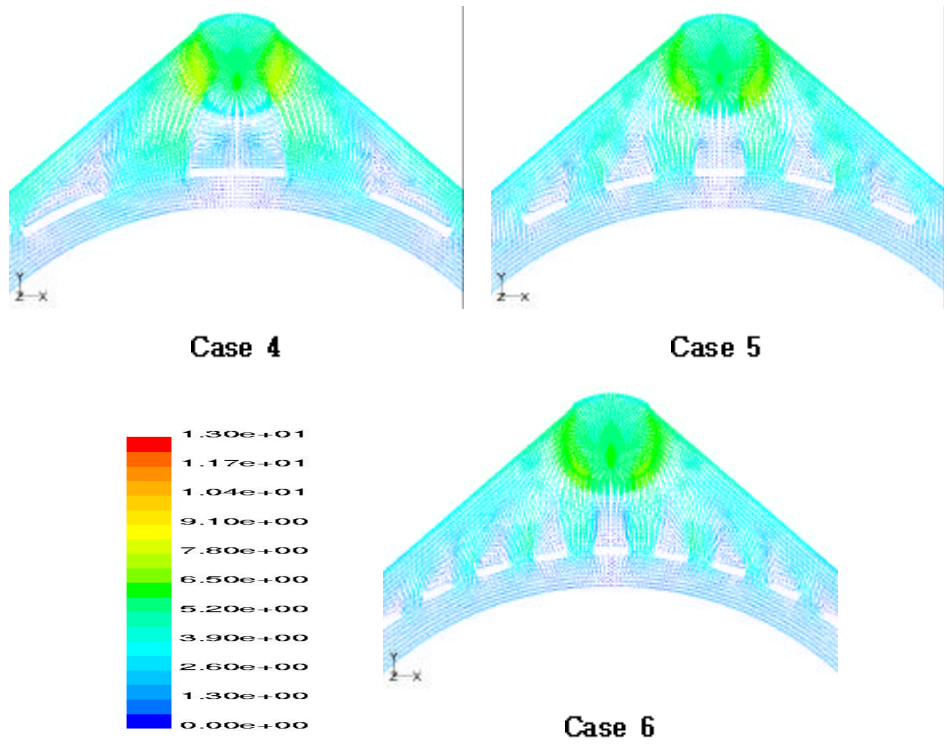 Y
Z X
Y
Z X
Case 4
Case 5
1.30e+01
1.17e+01
1.04e+01
9.10e+00
7.80e+00
6.50e+00
5.20e+00
3.90e+00
2.60e+00
1.30e+00
0.00e+00
Y
Z X
Case 6